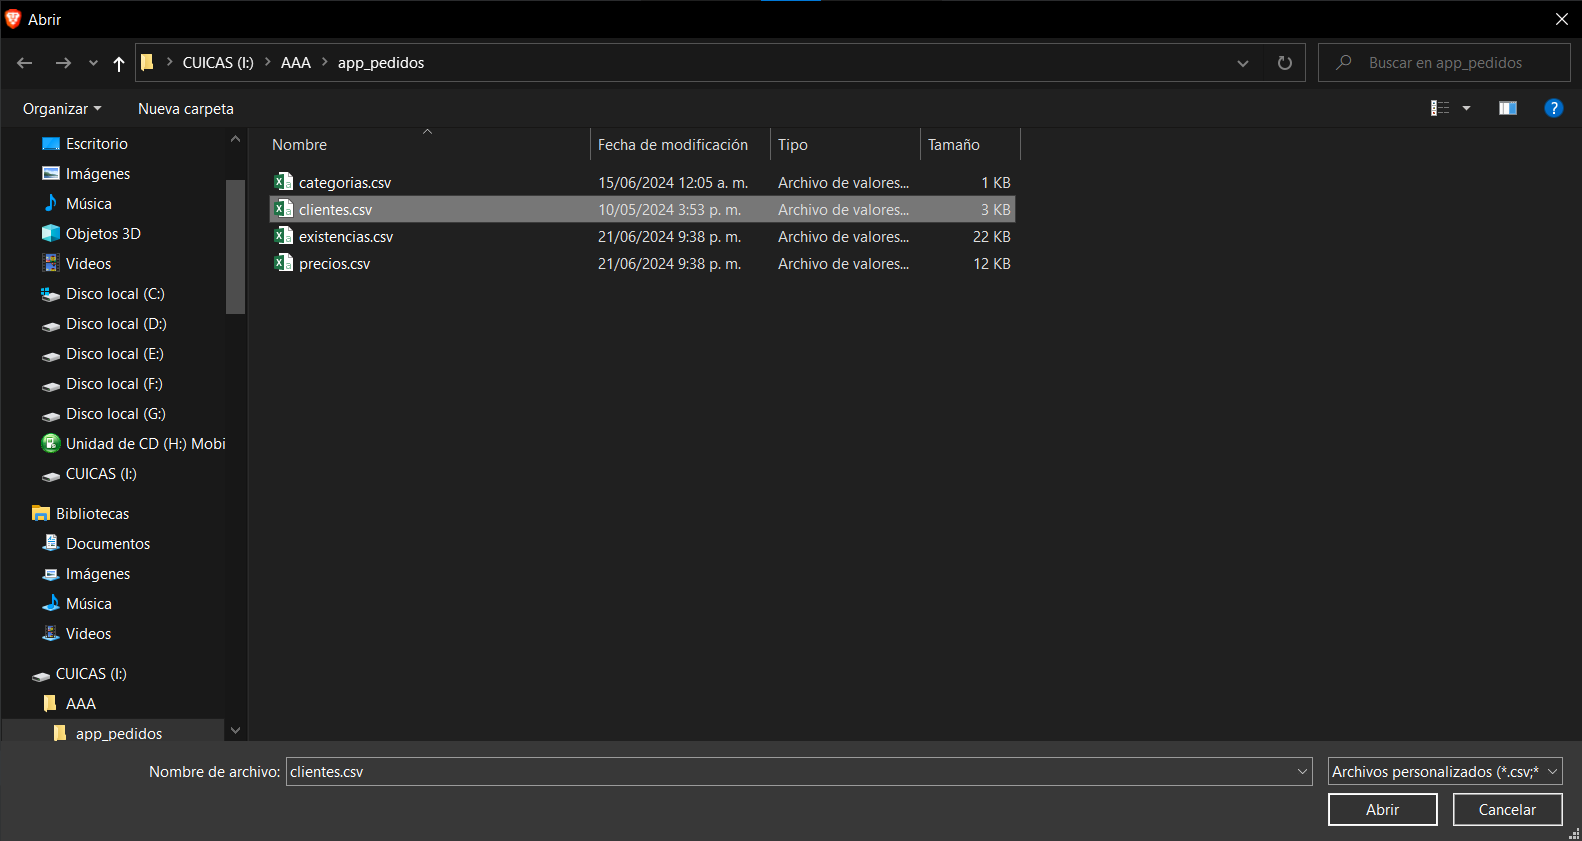 Abrir
CUICAS (I:) AAA app_pedidos
Buscar en app_pedidos
Organizar Nueva carpeta
Escritorio
Imágenes
Música
Objetos 3D
Videos
Disco local (C:)
Disco local (D:)
Disco local (E:)
Disco local (F:)
Disco local (G:)
Unidad de CD (H:) Mobi
CUICAS (I:)
Bibliotecas
Documentos
Imágenes
Música
Videos
CUICAS (I:)
AAA
app_pedidos
Nombre Fecha de modificación Tipo Tamaño
categorias.csv 15/06/2024 12:05 a. m. Archivo de valores... 1 KB
clientes.csv 10/05/2024 3:53 p. m. Archivo de valores... 3 KB
existencias.csv 21/06/2024 9:38 p. m. Archivo de valores... 22 KB
precios.csv 21/06/2024 9:38 p. m. Archivo de valores... 12 KB
Nombre de archivo: clientes.csv Archivos personalizados (*.csv;*
Abrir Cancelar